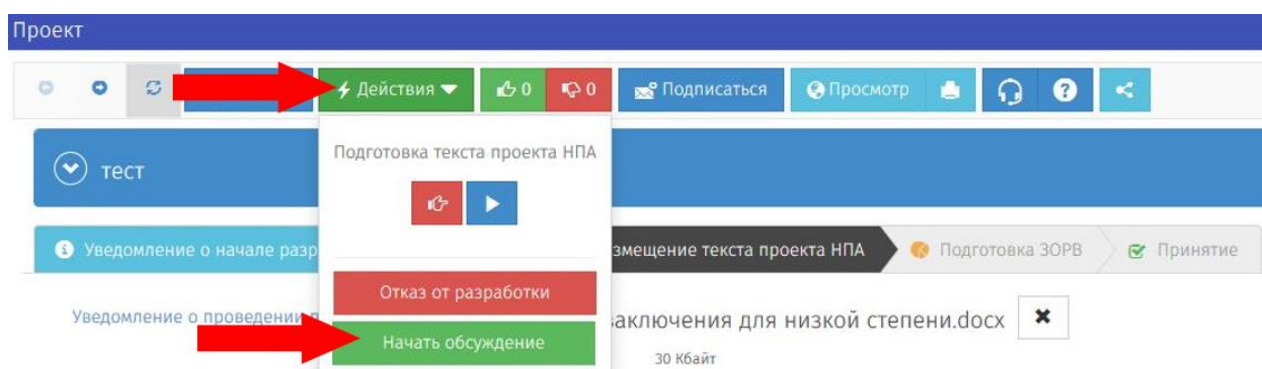 Проект
Действия 0 0 Подписаться Просмотр
тест
Подготовка текста проекта НПА
Уведомление о начале разр
змещение текста проекта НПА Подготовка ЗОРВ Принятие
Отказ от разработки
Уведомление о проведении п
аключения для низкой степени.docx
Начать обсуждение
30 Кбайт